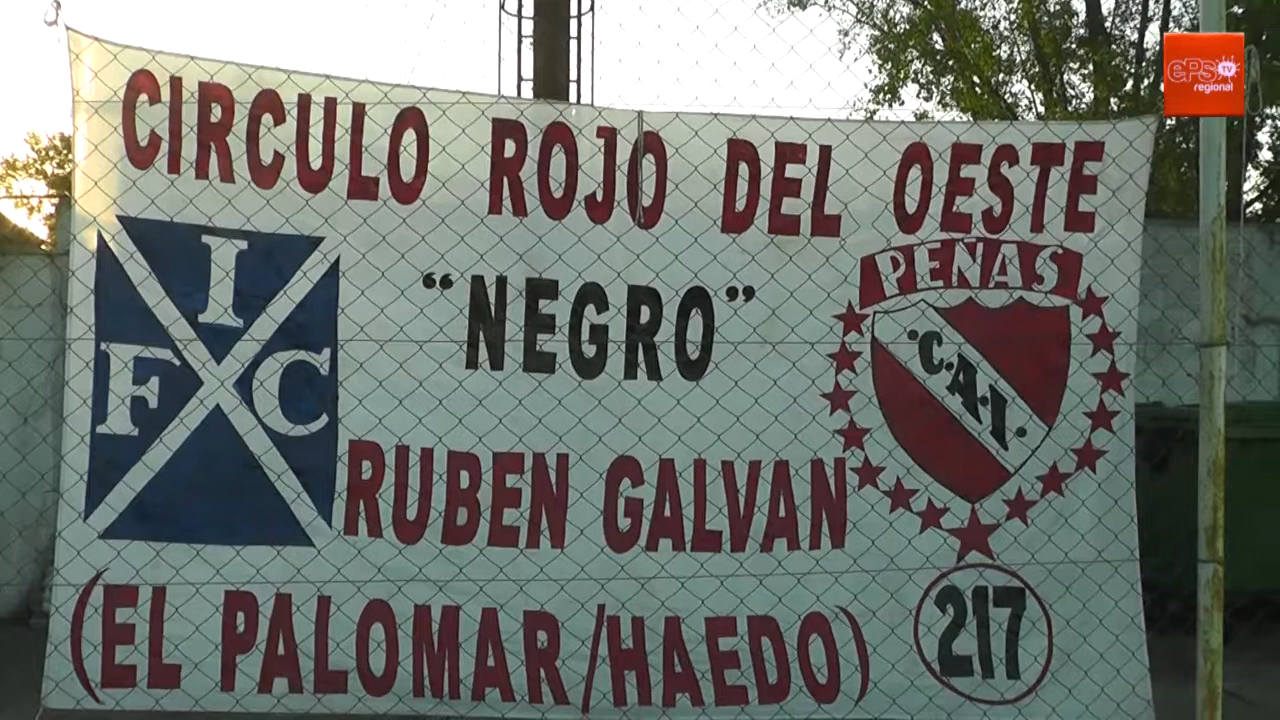 CIRCULO ROJO DEL OESTE
"NEGRO"
RUBEN GALVAN
(EL PALOMAR/HAEDO)
I
F C
PEÑAS
"C.A.I.
217
ePS TV
regional